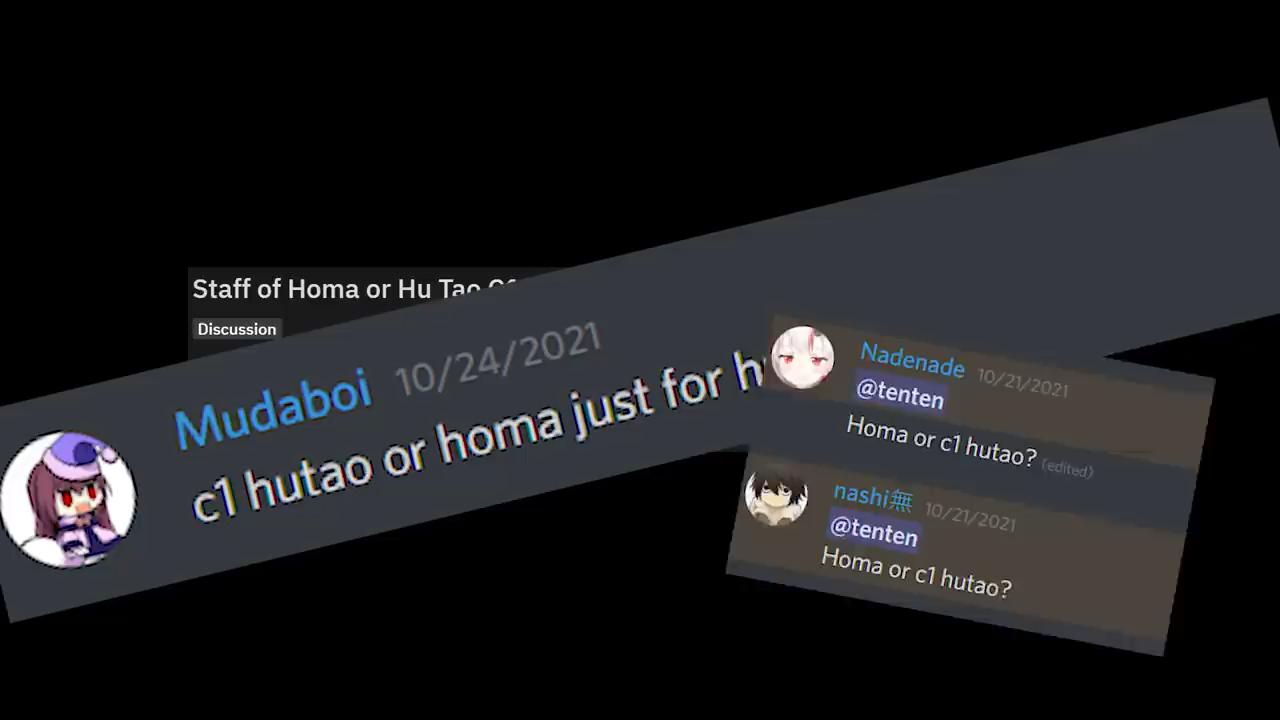 Staff of Homa or Hu Tao
Discussion
Mudaboi 10/24/2021
c1 hutao or homa just for
Nadenade 10/21/2021
@tenten
Homa or c1 hutao? (edited)
nashi無 10/21/2021
@tenten
Homa or c1 hutao?